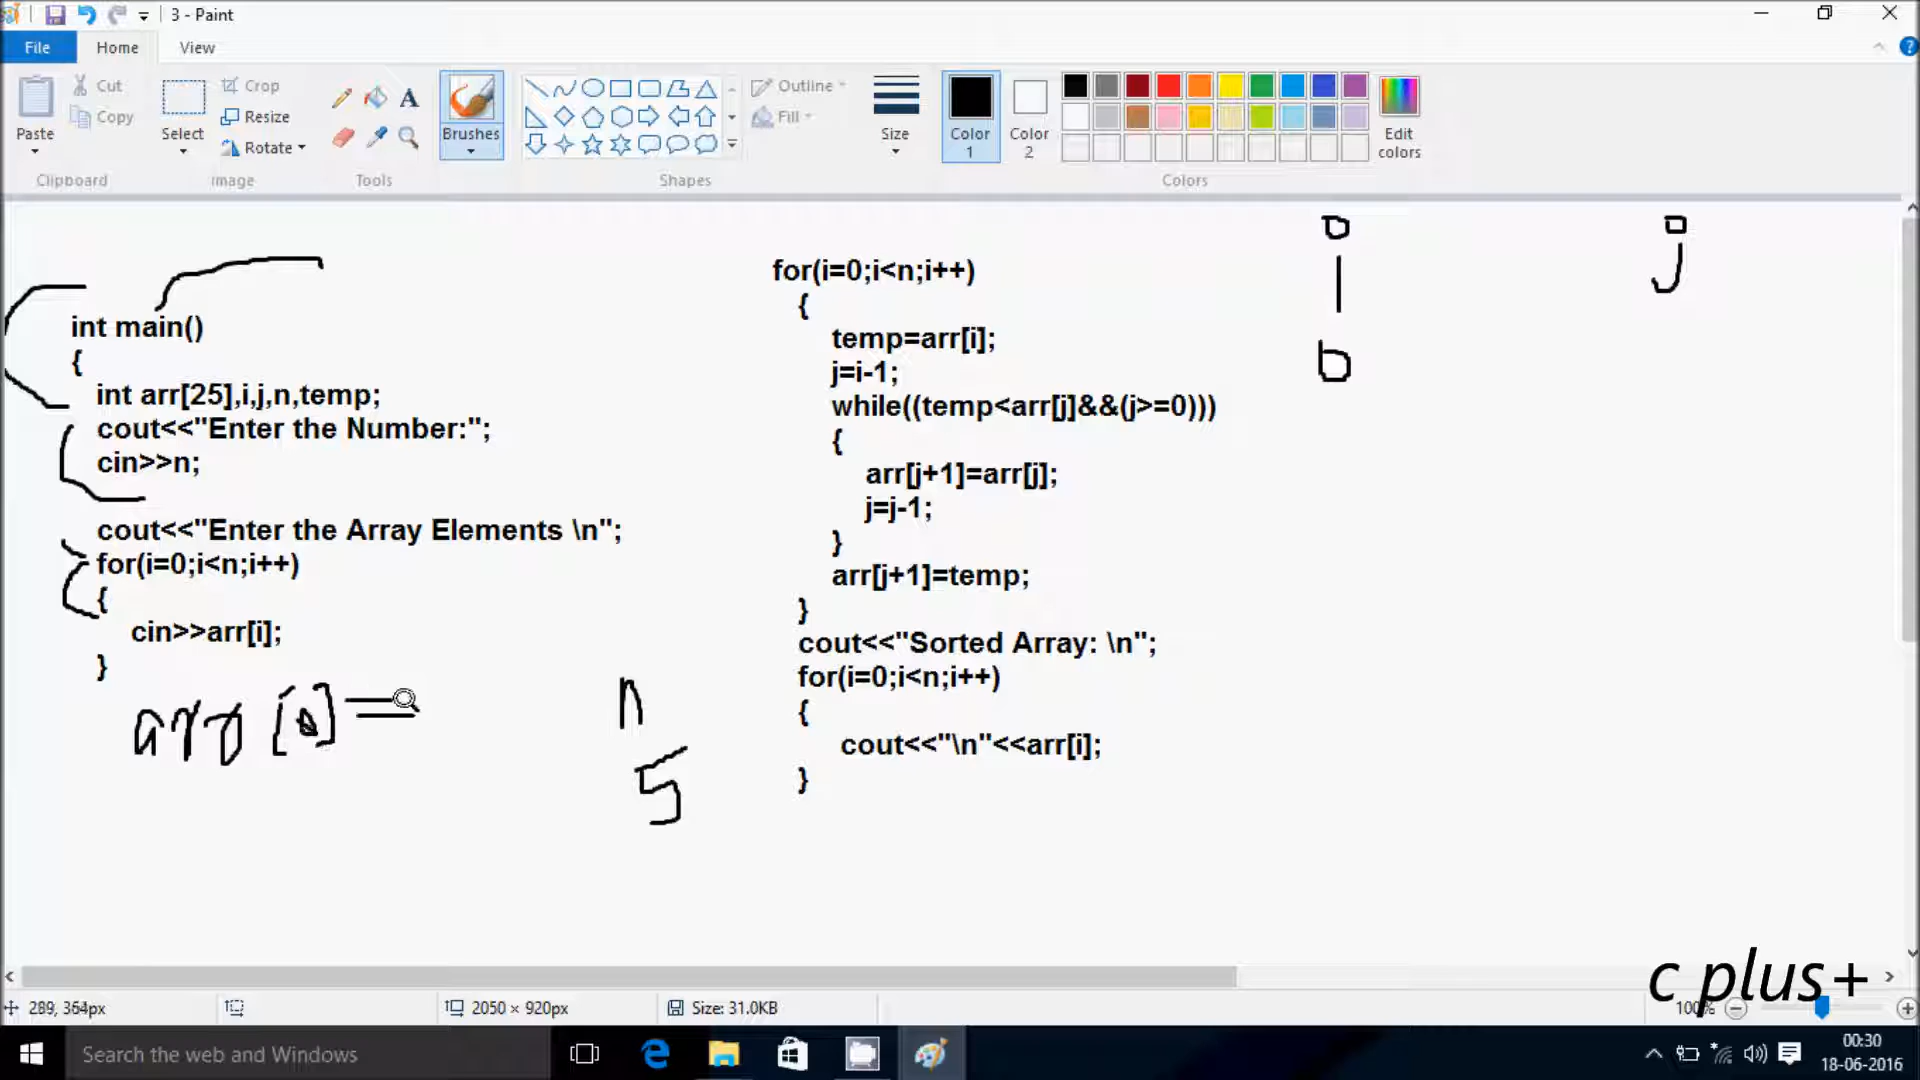 3 - Paint
File Home View
Paste
Cut
Copy
Clipboard
Select
Crop
Resize
Rotate
Image
Tools
Brushes
Shapes
Outline
Fill
Size
Color 1
Color 2
Edit colors
Colors
int main()
{
int arr[25],i,j,n,temp;
cout<<"Enter the Number:";
cin>>n;
cout<<"Enter the Array Elements \n";
for(i=0;i<n;i++)
{
cin>>arr[i];
}
arr [0] =
n
5
for(i=0;i<n;i++)
{
temp=arr[i];
j=i-1;
while((temp<arr[j]&&(j>=0)))
{
arr[j+1]=arr[j];
j=j-1;
}
arr[j+1]=temp;
}
cout<<"Sorted Array: \n";
for(i=0;i<n;i++)
{
cout<<"\n"<<arr[i];
}
i
0
j
c plus+
289, 364px
2050 × 920px
Size: 31.0KB
100%
Search the web and Windows
00:30
18-06-2016